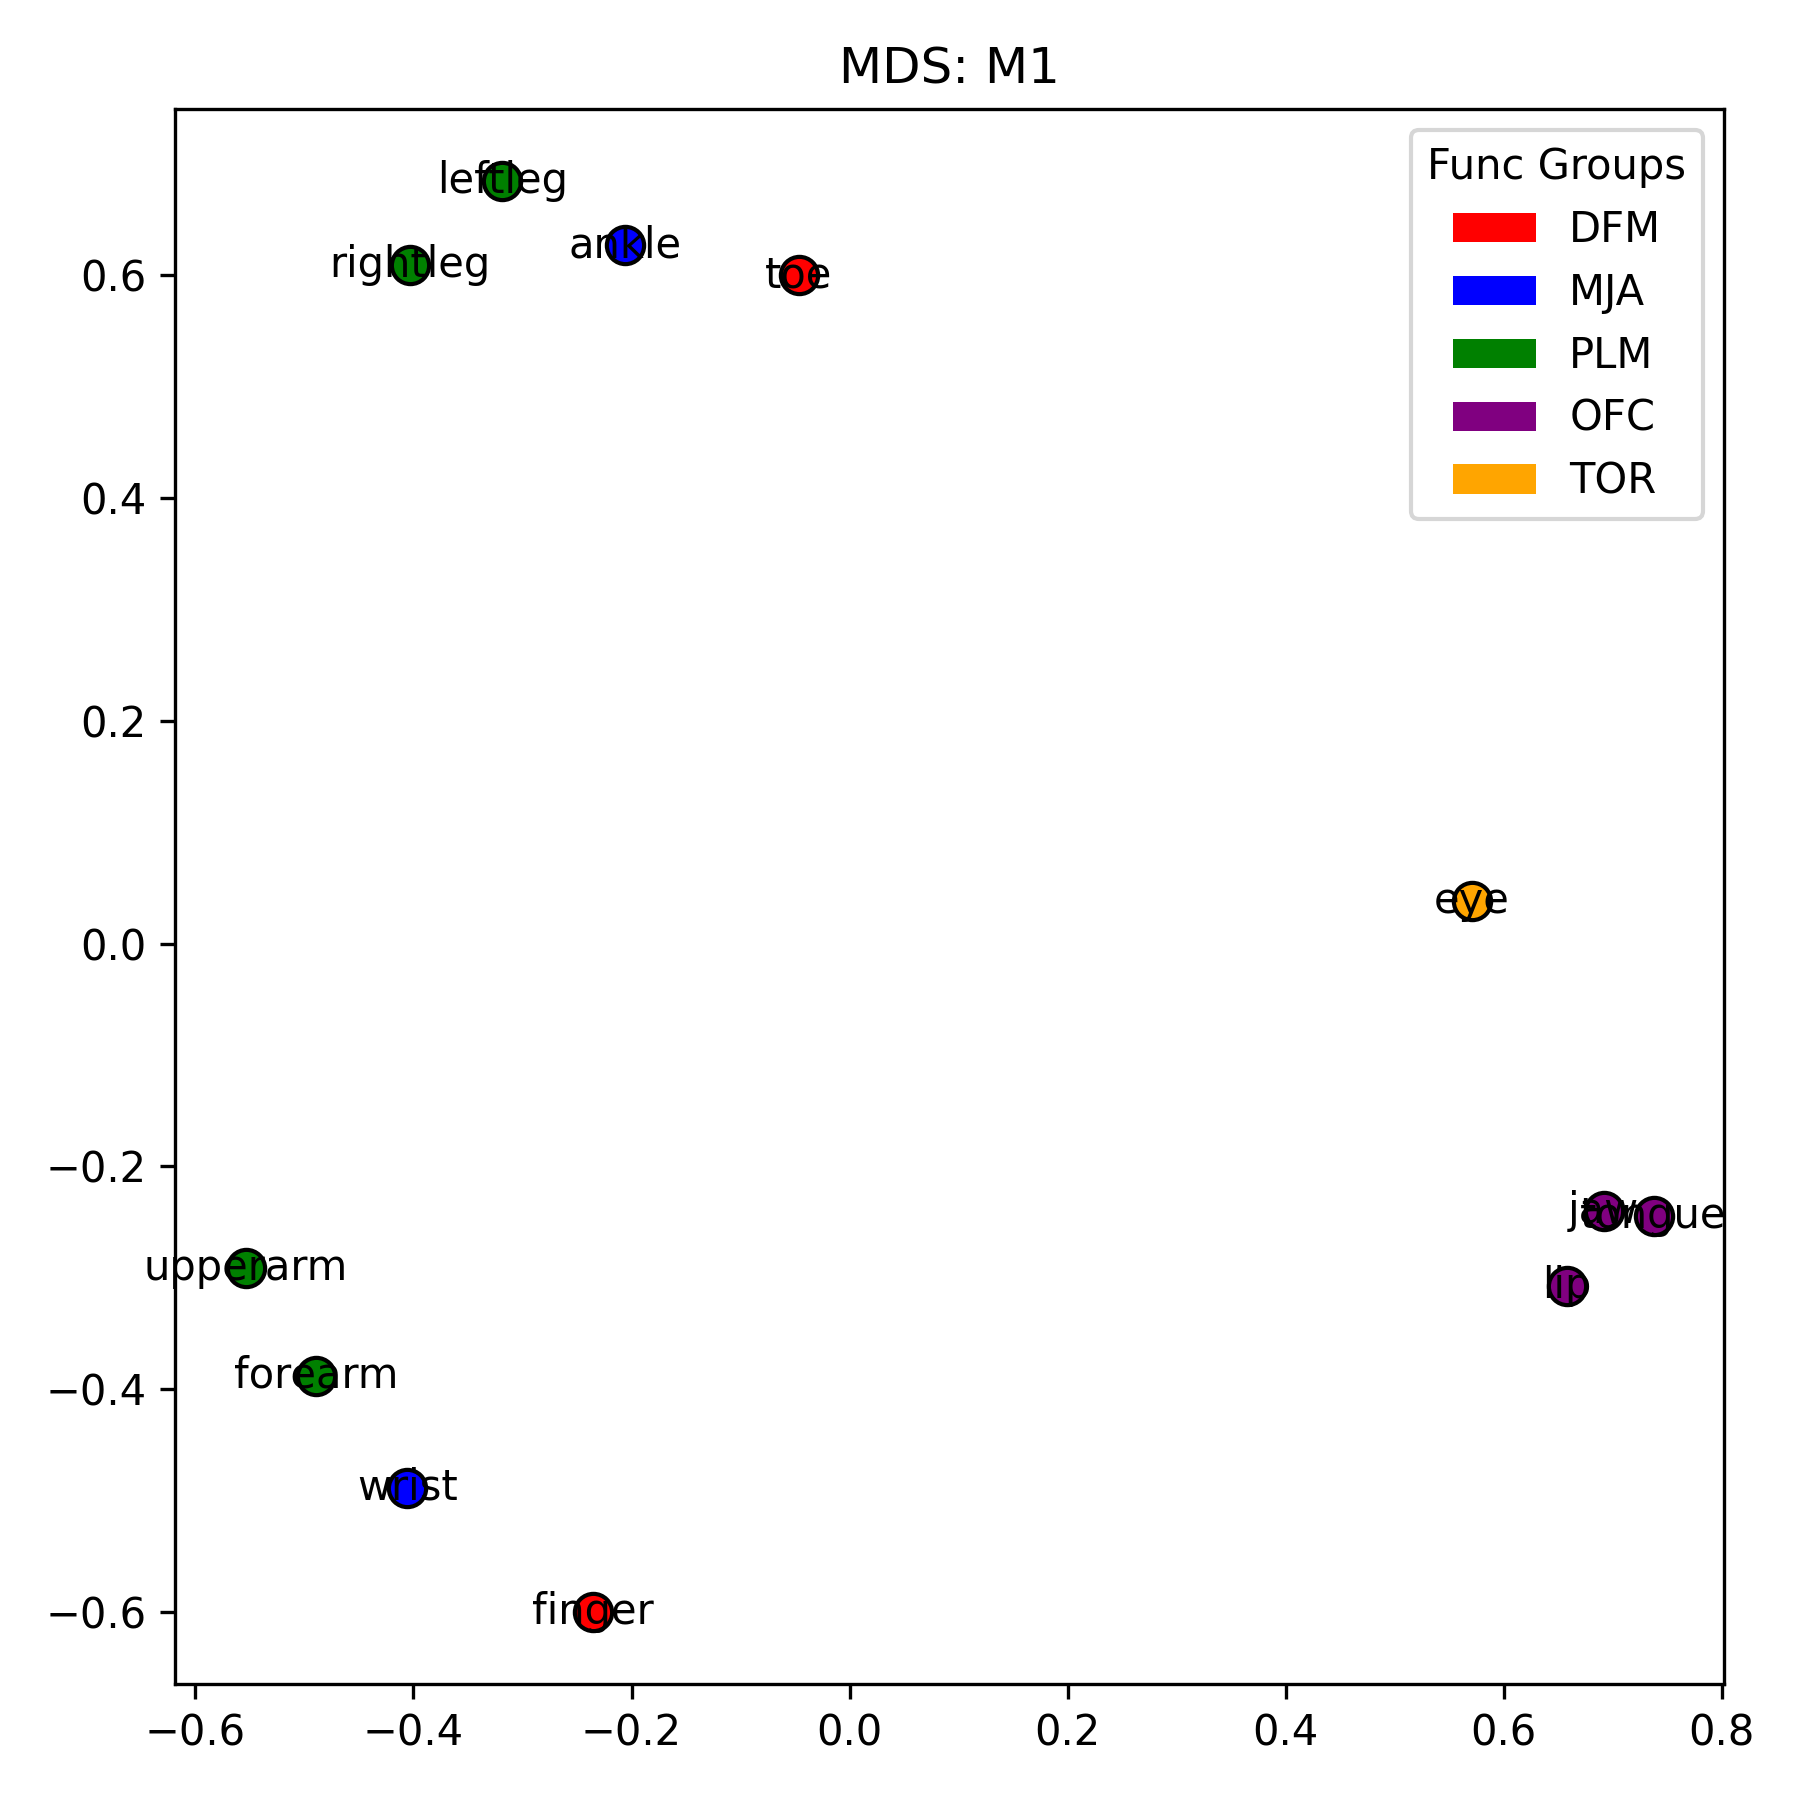 MDS: M1
Func Groups
DFM
MJA
PLM
OFC
TOR
leftleg
rightleg
ankle
toe
eye
jaw
tongue
lip
upperarm
forearm
wrist
finger
0.6
0.4
0.2
0.0
−0.2
−0.4
−0.6
−0.6 −0.4 −0.2 0.0 0.2 0.4 0.6 0.8